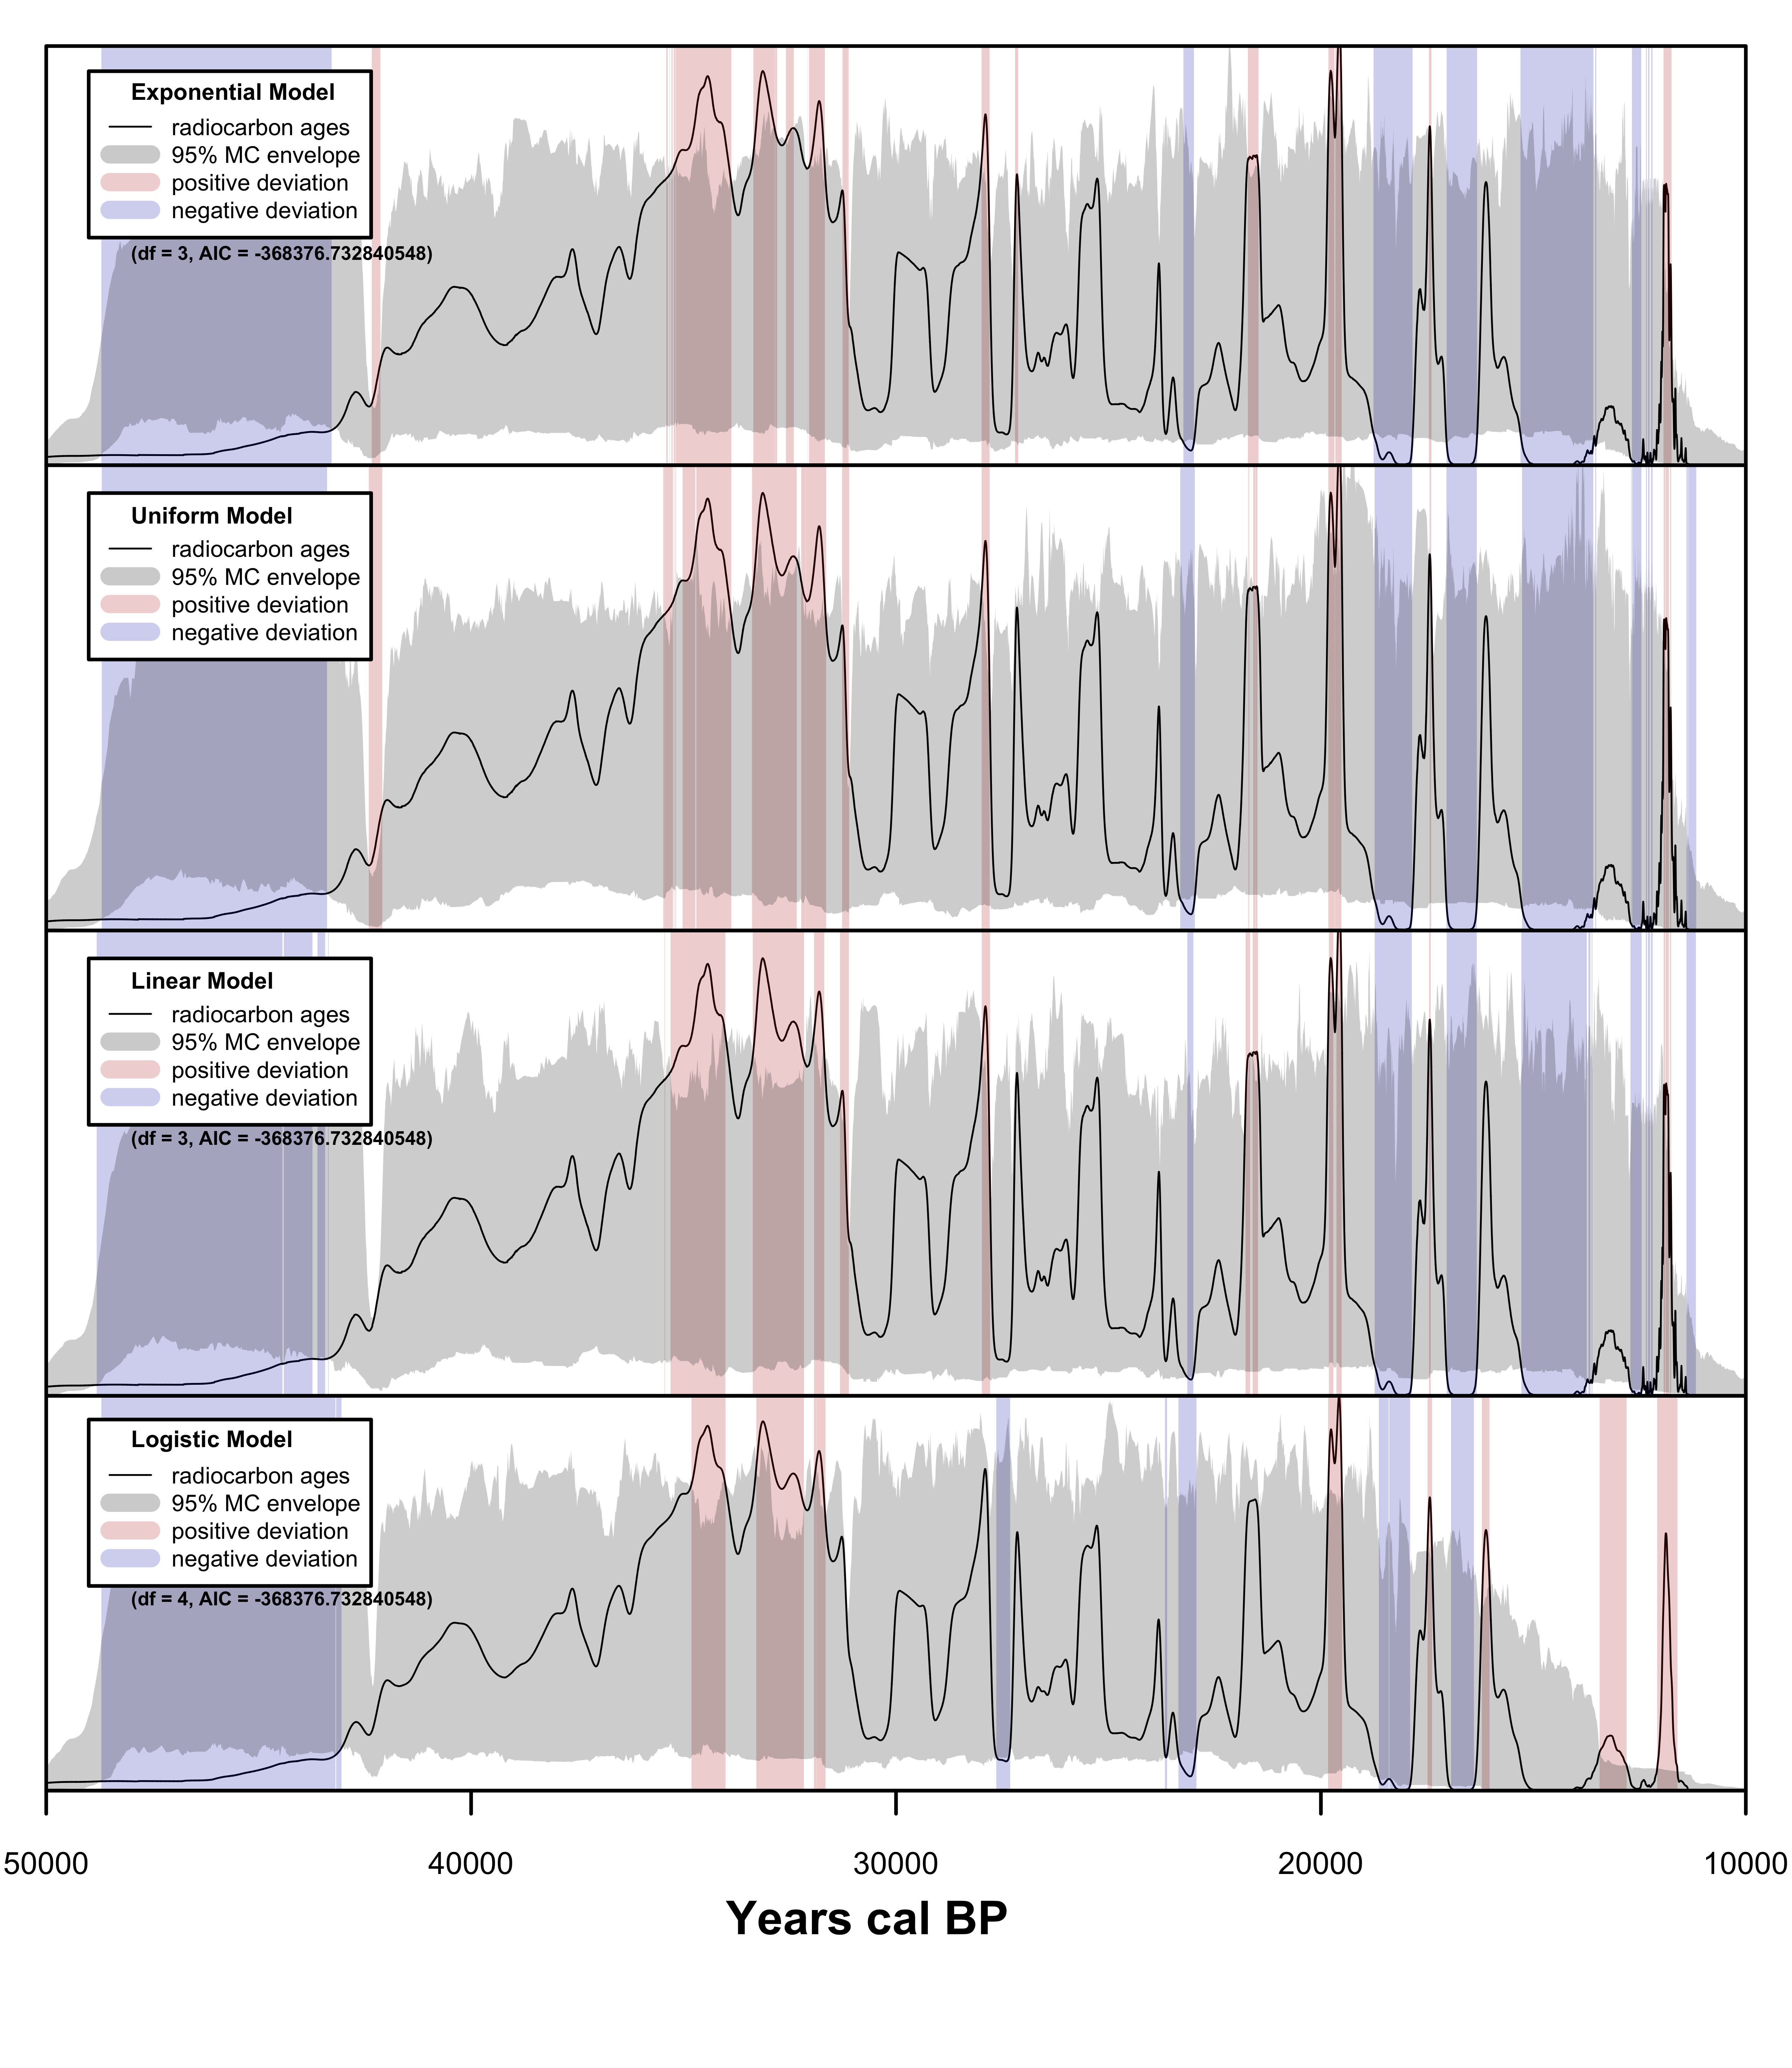 Exponential Model
radiocarbon ages
95% MC envelope
positive deviation
negative deviation
(df = 3, AIC = -368376.732840548)
Uniform Model
radiocarbon ages
95% MC envelope
positive deviation
negative deviation
Linear Model
radiocarbon ages
95% MC envelope
positive deviation
negative deviation
(df = 3, AIC = -368376.732840548)
Logistic Model
radiocarbon ages
95% MC envelope
positive deviation
negative deviation
(df = 4, AIC = -368376.732840548)
50000 40000 30000 20000 10000
Years cal BP